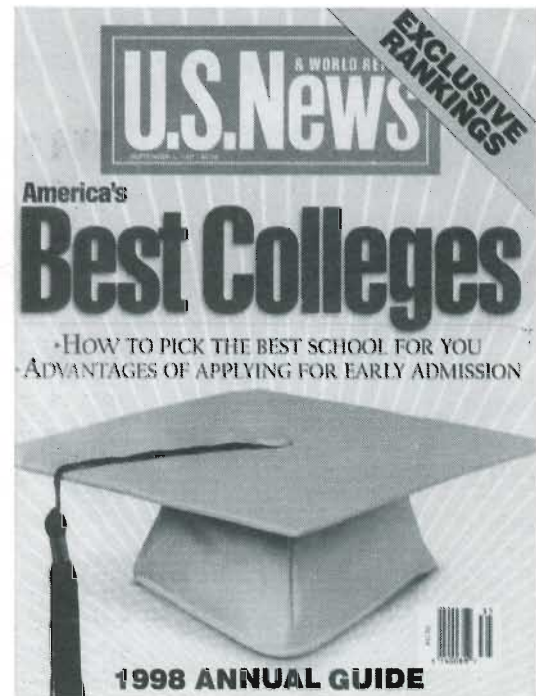 EXCLUSIVE
RANKINGS
& WORLD RE
U.S.News
America's
Best Colleges
•HOW TO PICK THE BEST SCHOOL FOR YOU
•ADVANTAGES OF APPLYING FOR EARLY ADMISSION
1998 ANNUAL GUIDE